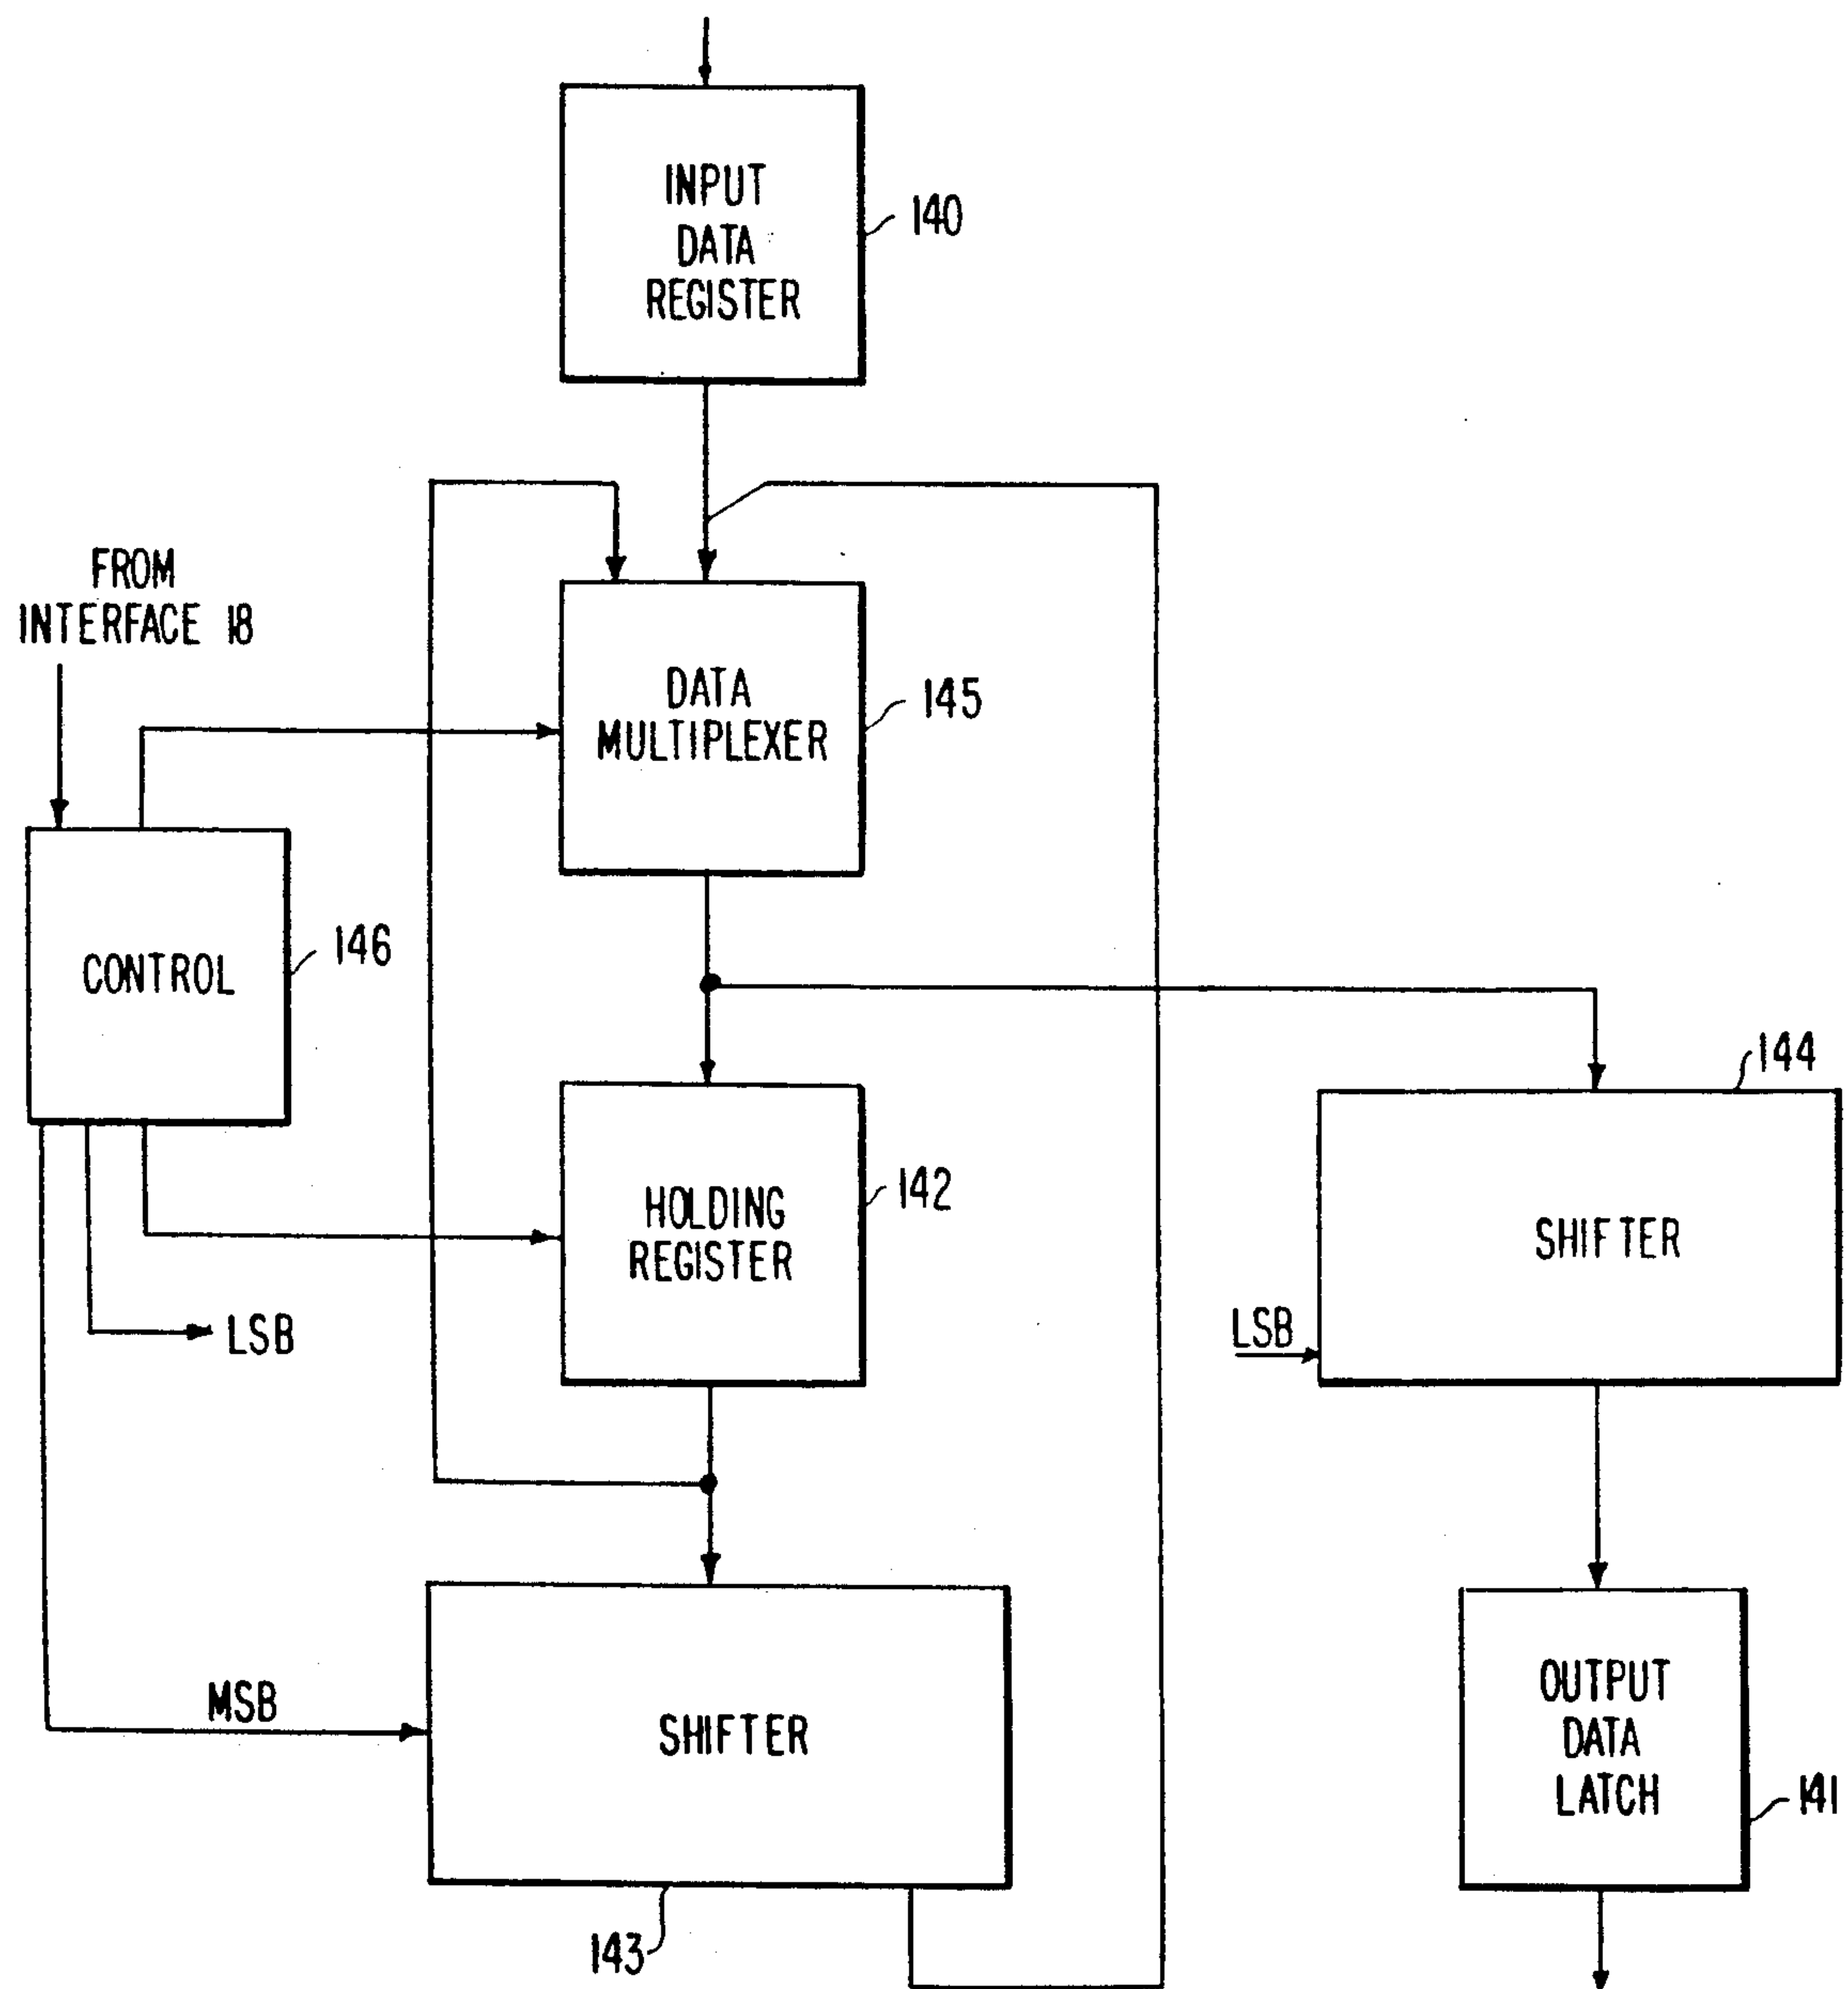 INPUT
DATA
REGISTER
140
FROM
INTERFACE 18
DATA
MULTIPLEXER
145
CONTROL
146
HOLDING
REGISTER
142
144
SHIFTER
LSB
LSB
MSB
SHIFTER
143
OUTPUT
DATA
LATCH
141